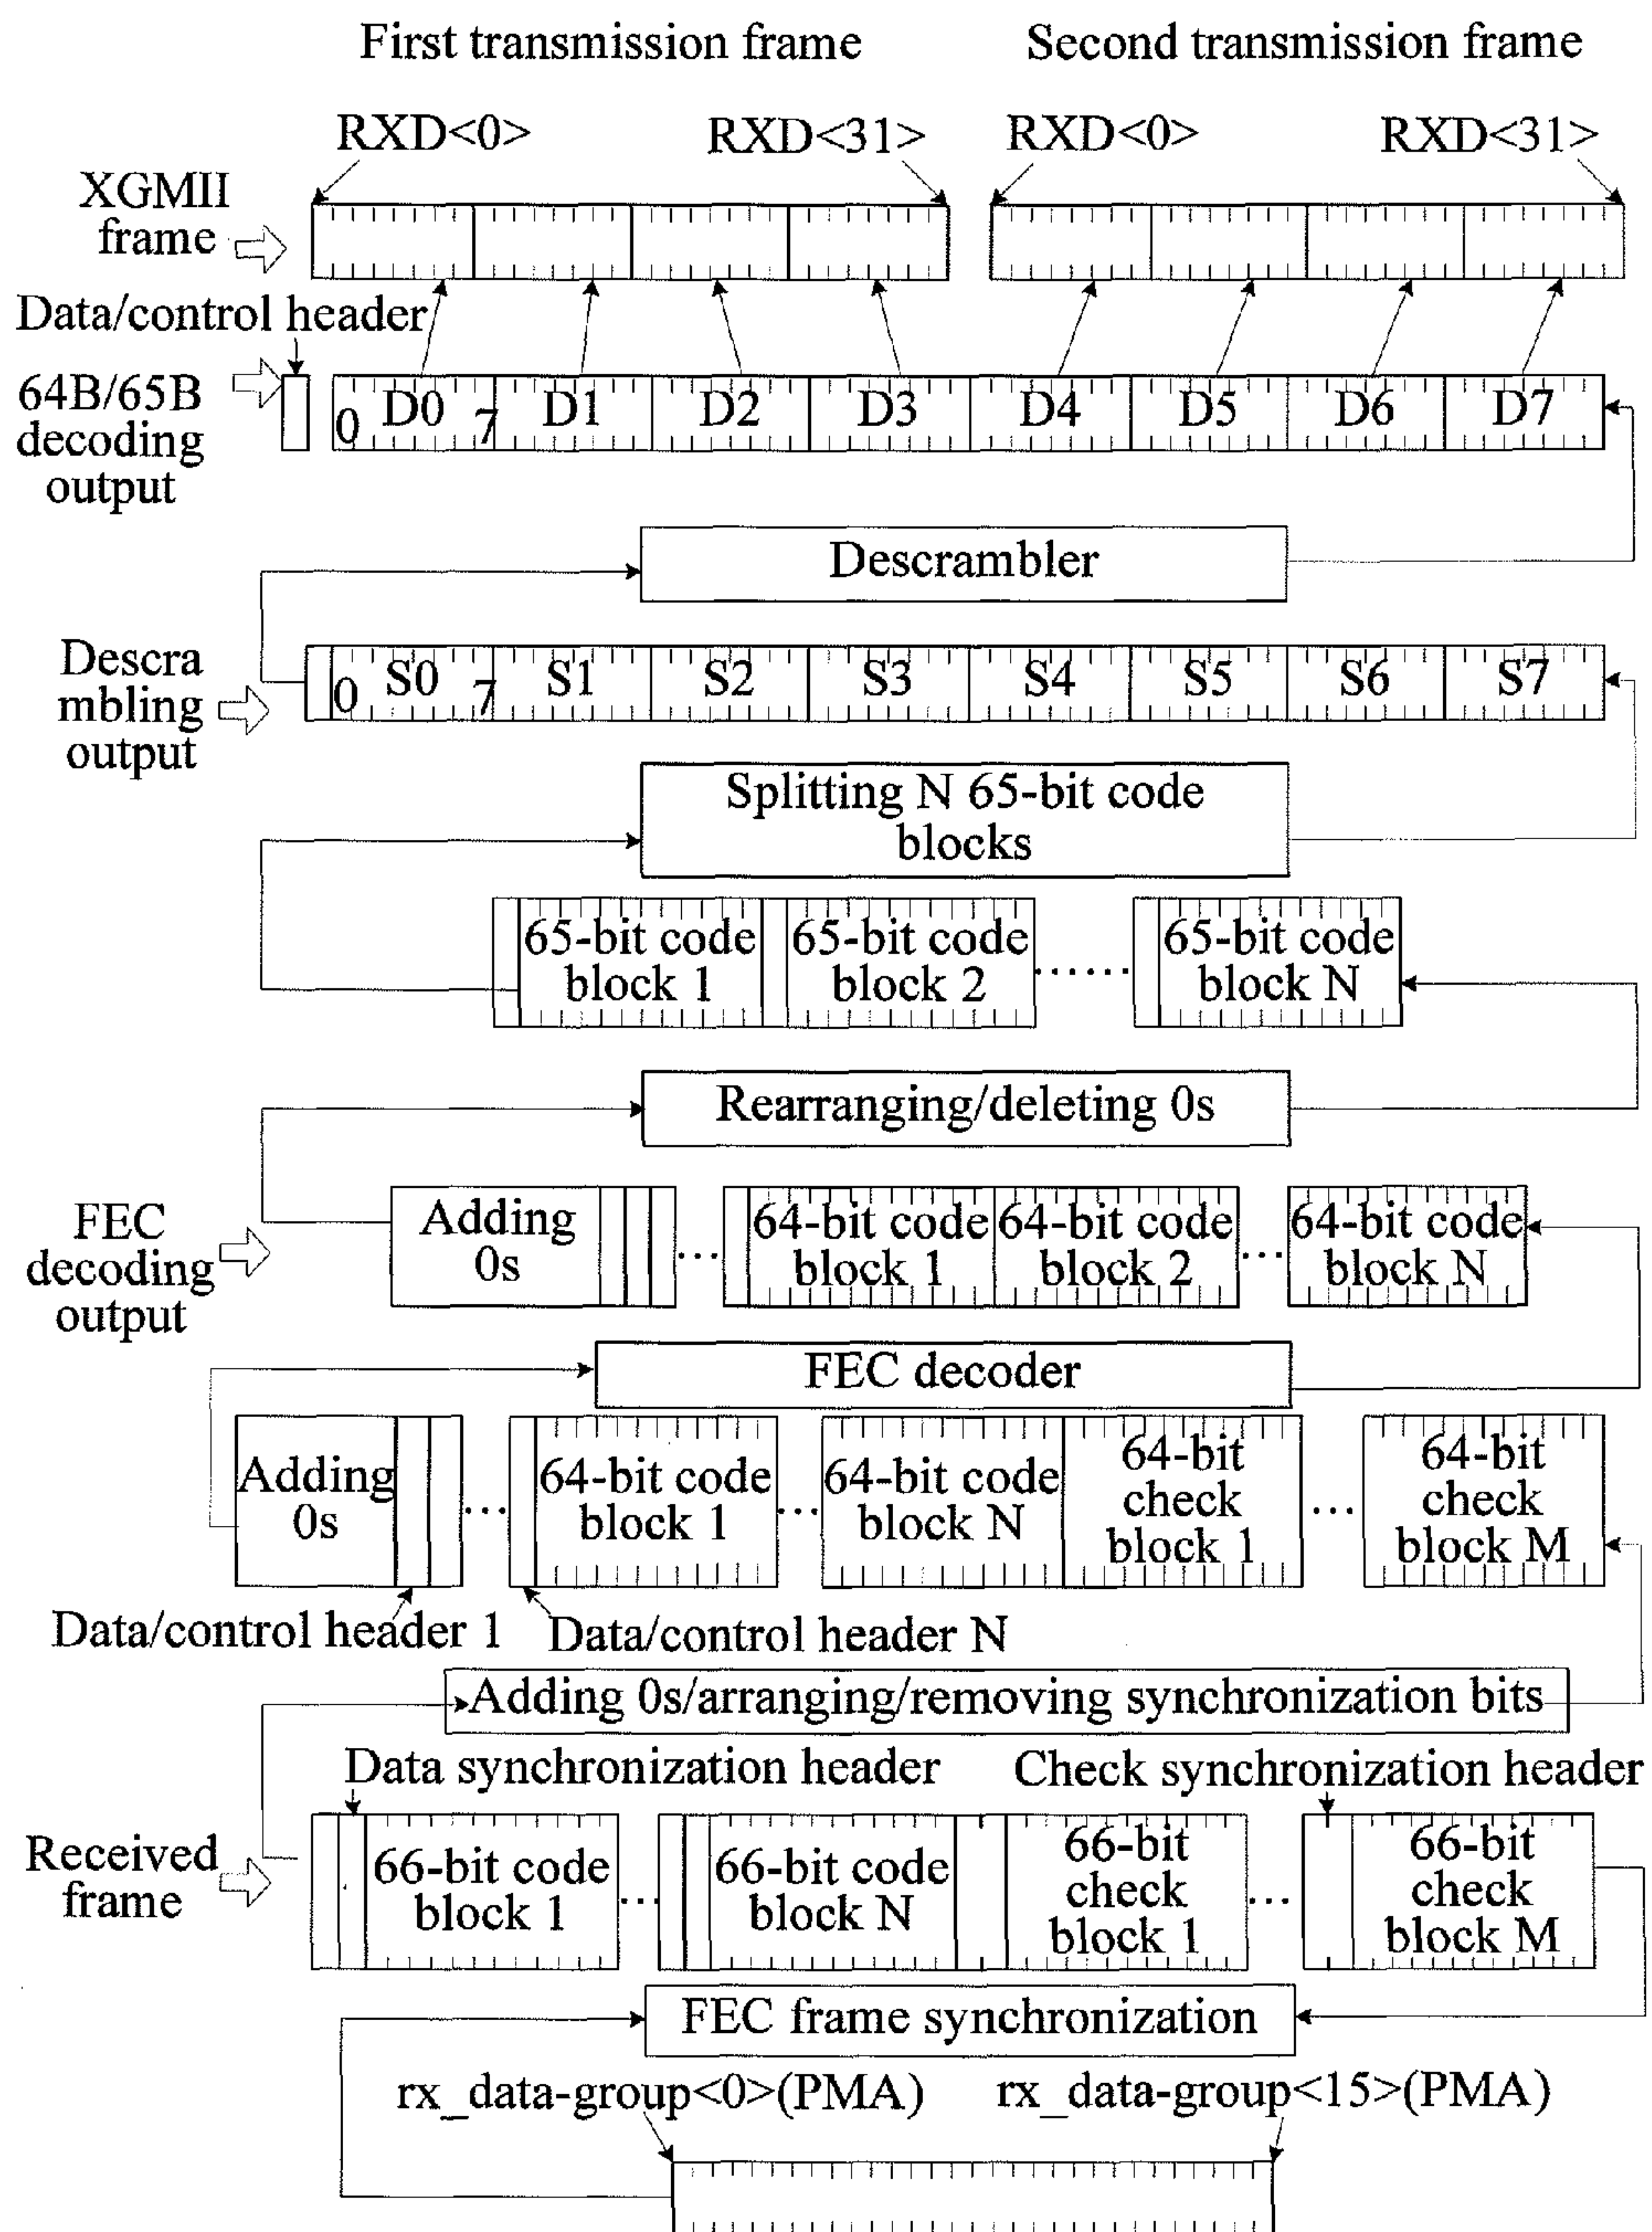 First transmission frame
Second transmission frame
RXD<0>
RXD<31>
RXD<0>
RXD<31>
XGMII
frame
Data/control header
64B/65B
decoding
output
0 D0 7 D1 D2 D3 D4 D5 D6 D7
Descrambler
Descra
mbling
output
0 S0 7 S1 S2 S3 S4 S5 S6 S7
Splitting N 65-bit code
blocks
65-bit code
block 1
65-bit code
block 2
......
65-bit code
block N
Rearranging/deleting 0s
FEC
decoding
output
Adding
0s
...
64-bit code
block 1
64-bit code
block 2
...
64-bit code
block N
FEC decoder
Adding
0s
...
64-bit code
block 1
...
64-bit code
block N
64-bit
check
block 1
...
64-bit
check
block M
Data/control header 1
Data/control header N
Adding 0s/arranging/removing synchronization bits
Data synchronization header
Check synchronization header
Received
frame
66-bit code
block 1
...
66-bit code
block N
66-bit
check
block 1
...
66-bit
check
block M
FEC frame synchronization
rx_data-group<0>(PMA)
rx_data-group<15>(PMA)